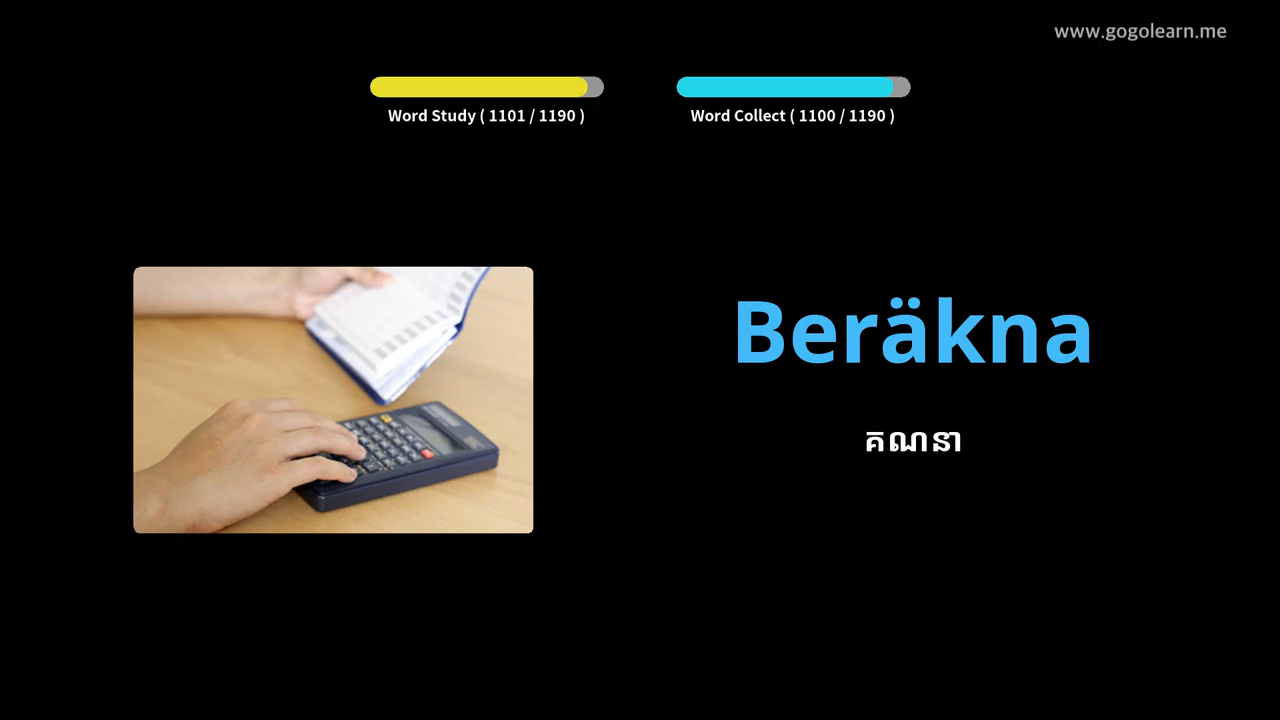 www.gogolearn.me
Word Study ( 1101 / 1190 )
Word Collect ( 1100 / 1190 )
Beräkna
គណនា